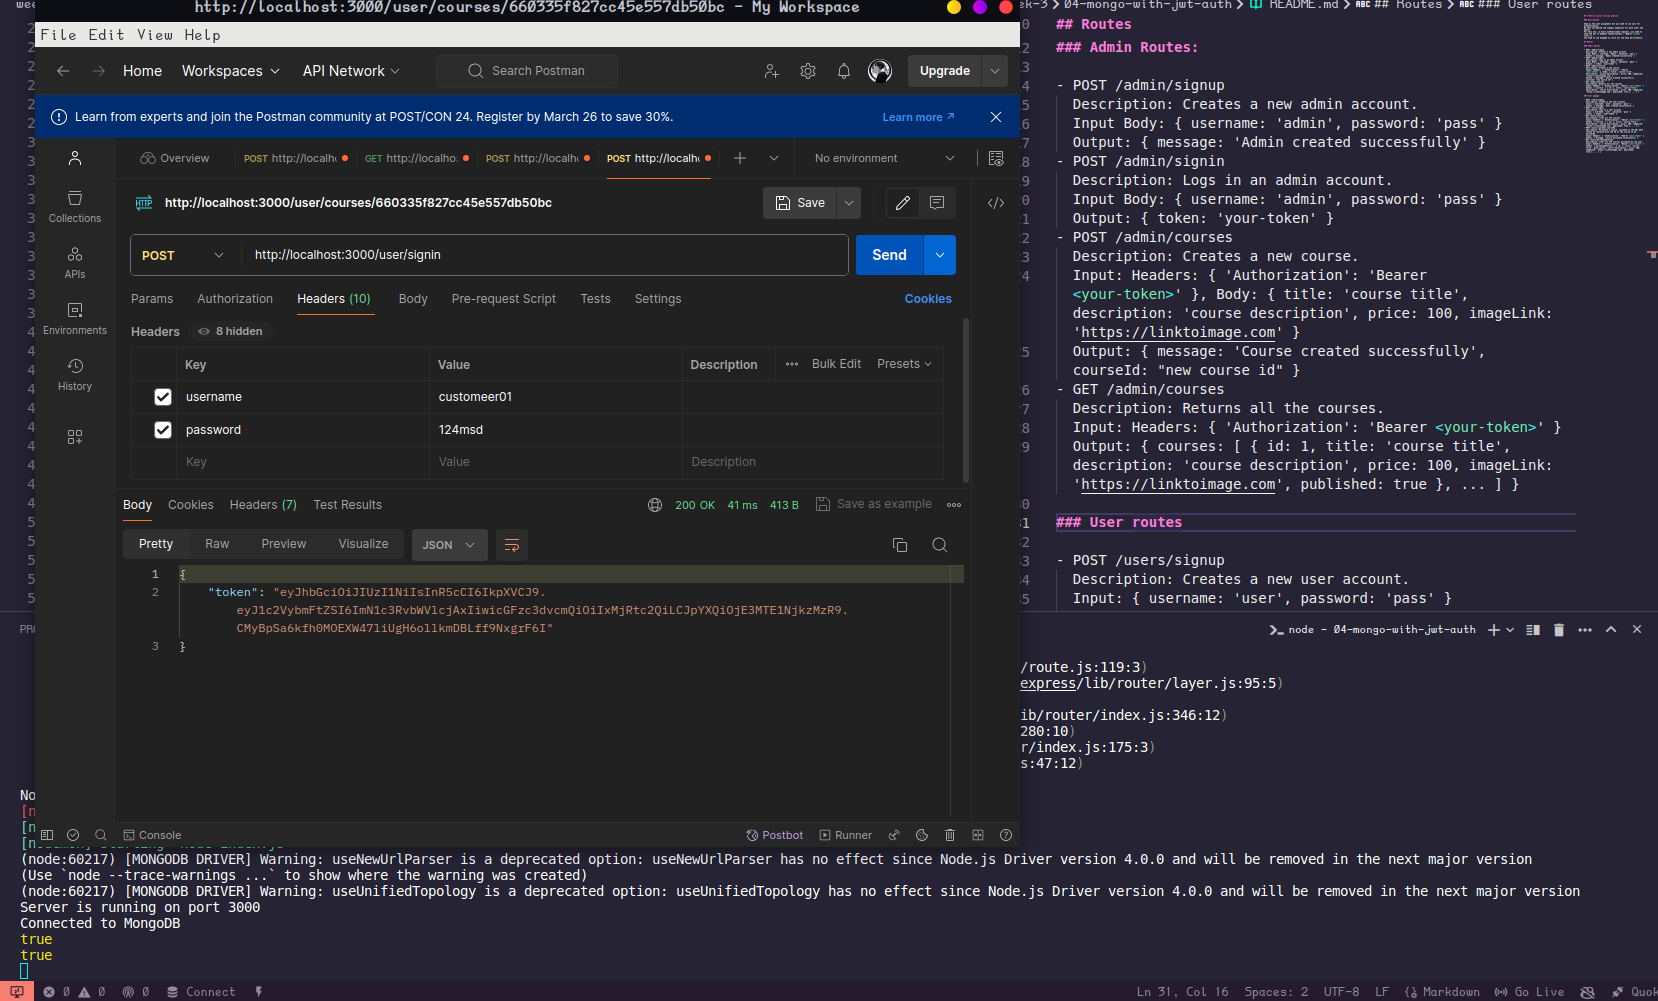 http://localhost:3000/user/courses/660335f827cc45e557db50bc - My Workspace
File Edit View Help
Home Workspaces API Network Search Postman Upgrade
Learn from experts and join the Postman community at POST/CON 24. Register by March 26 to save 30%. Learn more ↗
Overview POST http://localh GET http://localho. POST http://localh POST http://localh No environment
http://localhost:3000/user/courses/660335f827cc45e557db50bc Save
Collections
APIs
Environments
History
POST http://localhost:3000/user/signin Send
Params Authorization Headers (10) Body Pre-request Script Tests Settings Cookies
Headers 8 hidden
Key Value Description Bulk Edit Presets
username customeer01
password 124msd
Key Value Description
Body Cookies Headers (7) Test Results 200 OK 41 ms 413 B Save as example
Pretty Raw Preview Visualize JSON
1 {
2 "token": "eyJhbGciOiJIUzI1NiIsInR5cCI6IkpXVCJ9.
eyJ1c2VybmFtZSI6ImN1c3RvbWVlcjAxIiwicGFzc3dvcmQiOiIxMjRtc2QiLCJpYXQiOjE3MTE1NjkzMzR9.
CMyBpSa6kfh0MOEXW47liUgH6ollkmDBLff9NxgrF6I"
3 }
Console Postbot Runner
04-mongo-with-jwt-auth > README.md > ## Routes > ### User routes
## Routes
### Admin Routes:
- POST /admin/signup
Description: Creates a new admin account.
Input Body: { username: 'admin', password: 'pass' }
Output: { message: 'Admin created successfully' }
- POST /admin/signin
Description: Logs in an admin account.
Input Body: { username: 'admin', password: 'pass' }
Output: { token: 'your-token' }
- POST /admin/courses
Description: Creates a new course.
Input: Headers: { 'Authorization': 'Bearer
<your-token>' }, Body: { title: 'course title',
description: 'course description', price: 100, imageLink:
'https://linktoimage.com' }
Output: { message: 'Course created successfully',
courseId: "new course id" }
- GET /admin/courses
Description: Returns all the courses.
Input: Headers: { 'Authorization': 'Bearer <your-token>' }
Output: { courses: [ { id: 1, title: 'course title',
description: 'course description', price: 100, imageLink:
'https://linktoimage.com', published: true }, ... ] }
### User routes
- POST /users/signup
Description: Creates a new user account.
Input: { username: 'user', password: 'pass' }
node - 04-mongo-with-jwt-auth
/route.js:119:3)
express/lib/router/layer.js:95:5)
ib/router/index.js:346:12)
280:10)
r/index.js:175:3)
s:47:12)
(node:60217) [MONGODB DRIVER] Warning: useNewUrlParser is a deprecated option: useNewUrlParser has no effect since Node.js Driver version 4.0.0 and will be removed in the next major version
(Use `node --trace-warnings ...` to show where the warning was created)
(node:60217) [MONGODB DRIVER] Warning: useUnifiedTopology is a deprecated option: useUnifiedTopology has no effect since Node.js Driver version 4.0.0 and will be removed in the next major version
Server is running on port 3000
Connected to MongoDB
true
true
0 0 0 Connect Ln 31, Col 16 Spaces: 2 UTF-8 LF Markdown Go Live Quok